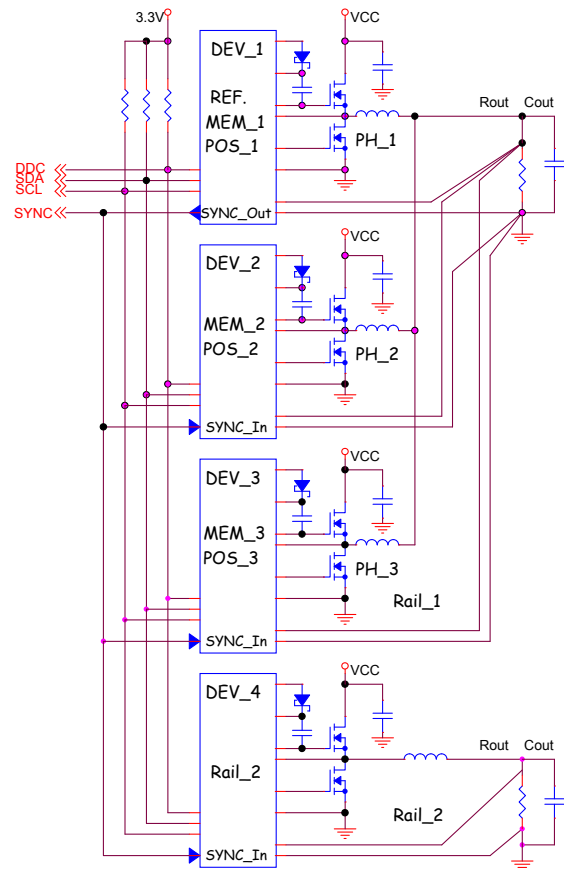 3.3V
VCC
DEV_1
REF.
MEM_1
POS_1
PH_1
Rout Cout
DDC
SDA
SCL
SYNC
SYNC_Out
VCC
DEV_2
MEM_2
POS_2
PH_2
SYNC_In
VCC
DEV_3
MEM_3
POS_3
PH_3
Rail_1
SYNC_In
VCC
DEV_4
Rout Cout
Rail_2
Rail_2
SYNC_In